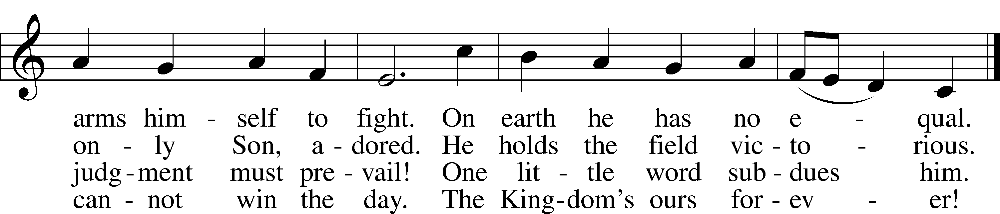 arms him - self to fight. On earth he has no e - qual.
on - ly Son, a - dored. He holds the field vic - to - rious.
judg - ment must pre - vail! One lit - tle word sub - dues him.
can - not win the day. The King - dom's ours for - ev - er!